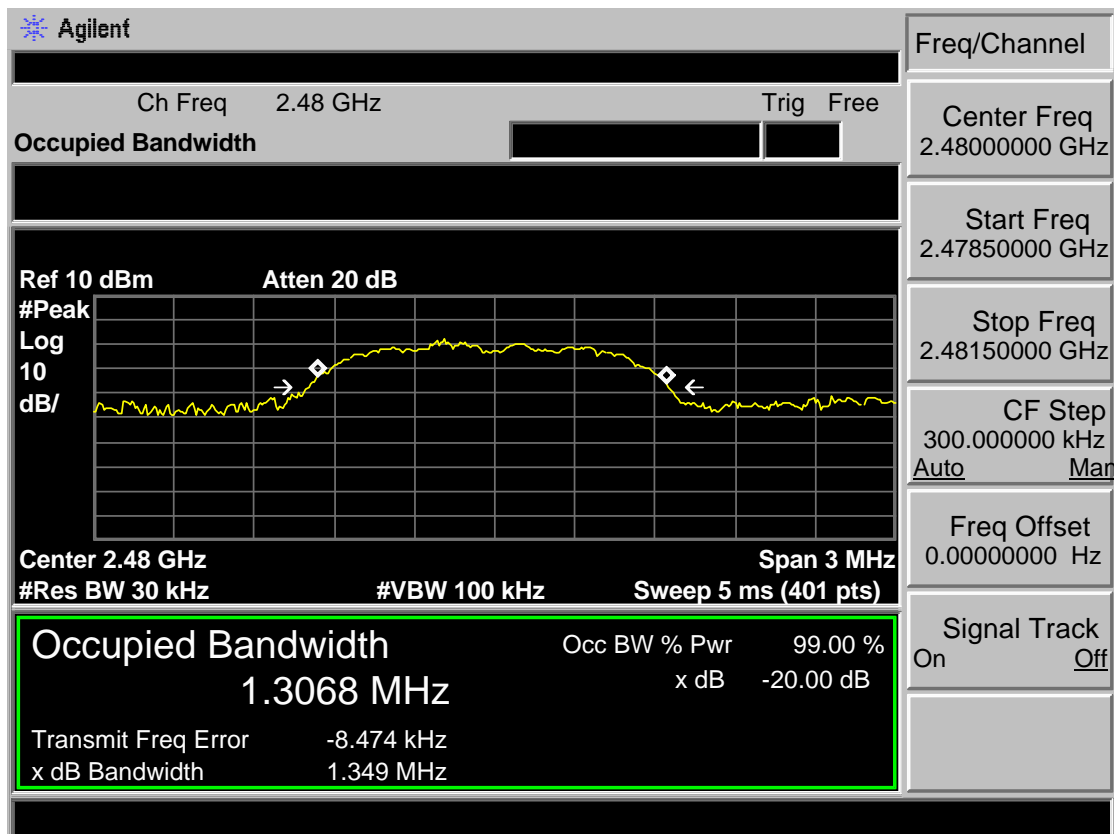 Agilent
Freq/Channel
Ch Freq 2.48 GHz Trig Free
Occupied Bandwidth
Center Freq
2.48000000 GHz
Start Freq
2.47850000 GHz
Stop Freq
2.48150000 GHz
CF Step
300.000000 kHz
Auto Man
Freq Offset
0.00000000 Hz
Signal Track
On Off
Ref 10 dBm Atten 20 dB
#Peak
Log
10
dB/
Center 2.48 GHz Span 3 MHz
#Res BW 30 kHz #VBW 100 kHz Sweep 5 ms (401 pts)
Occupied Bandwidth Occ BW % Pwr 99.00 %
1.3068 MHz x dB -20.00 dB
Transmit Freq Error -8.474 kHz
x dB Bandwidth 1.349 MHz